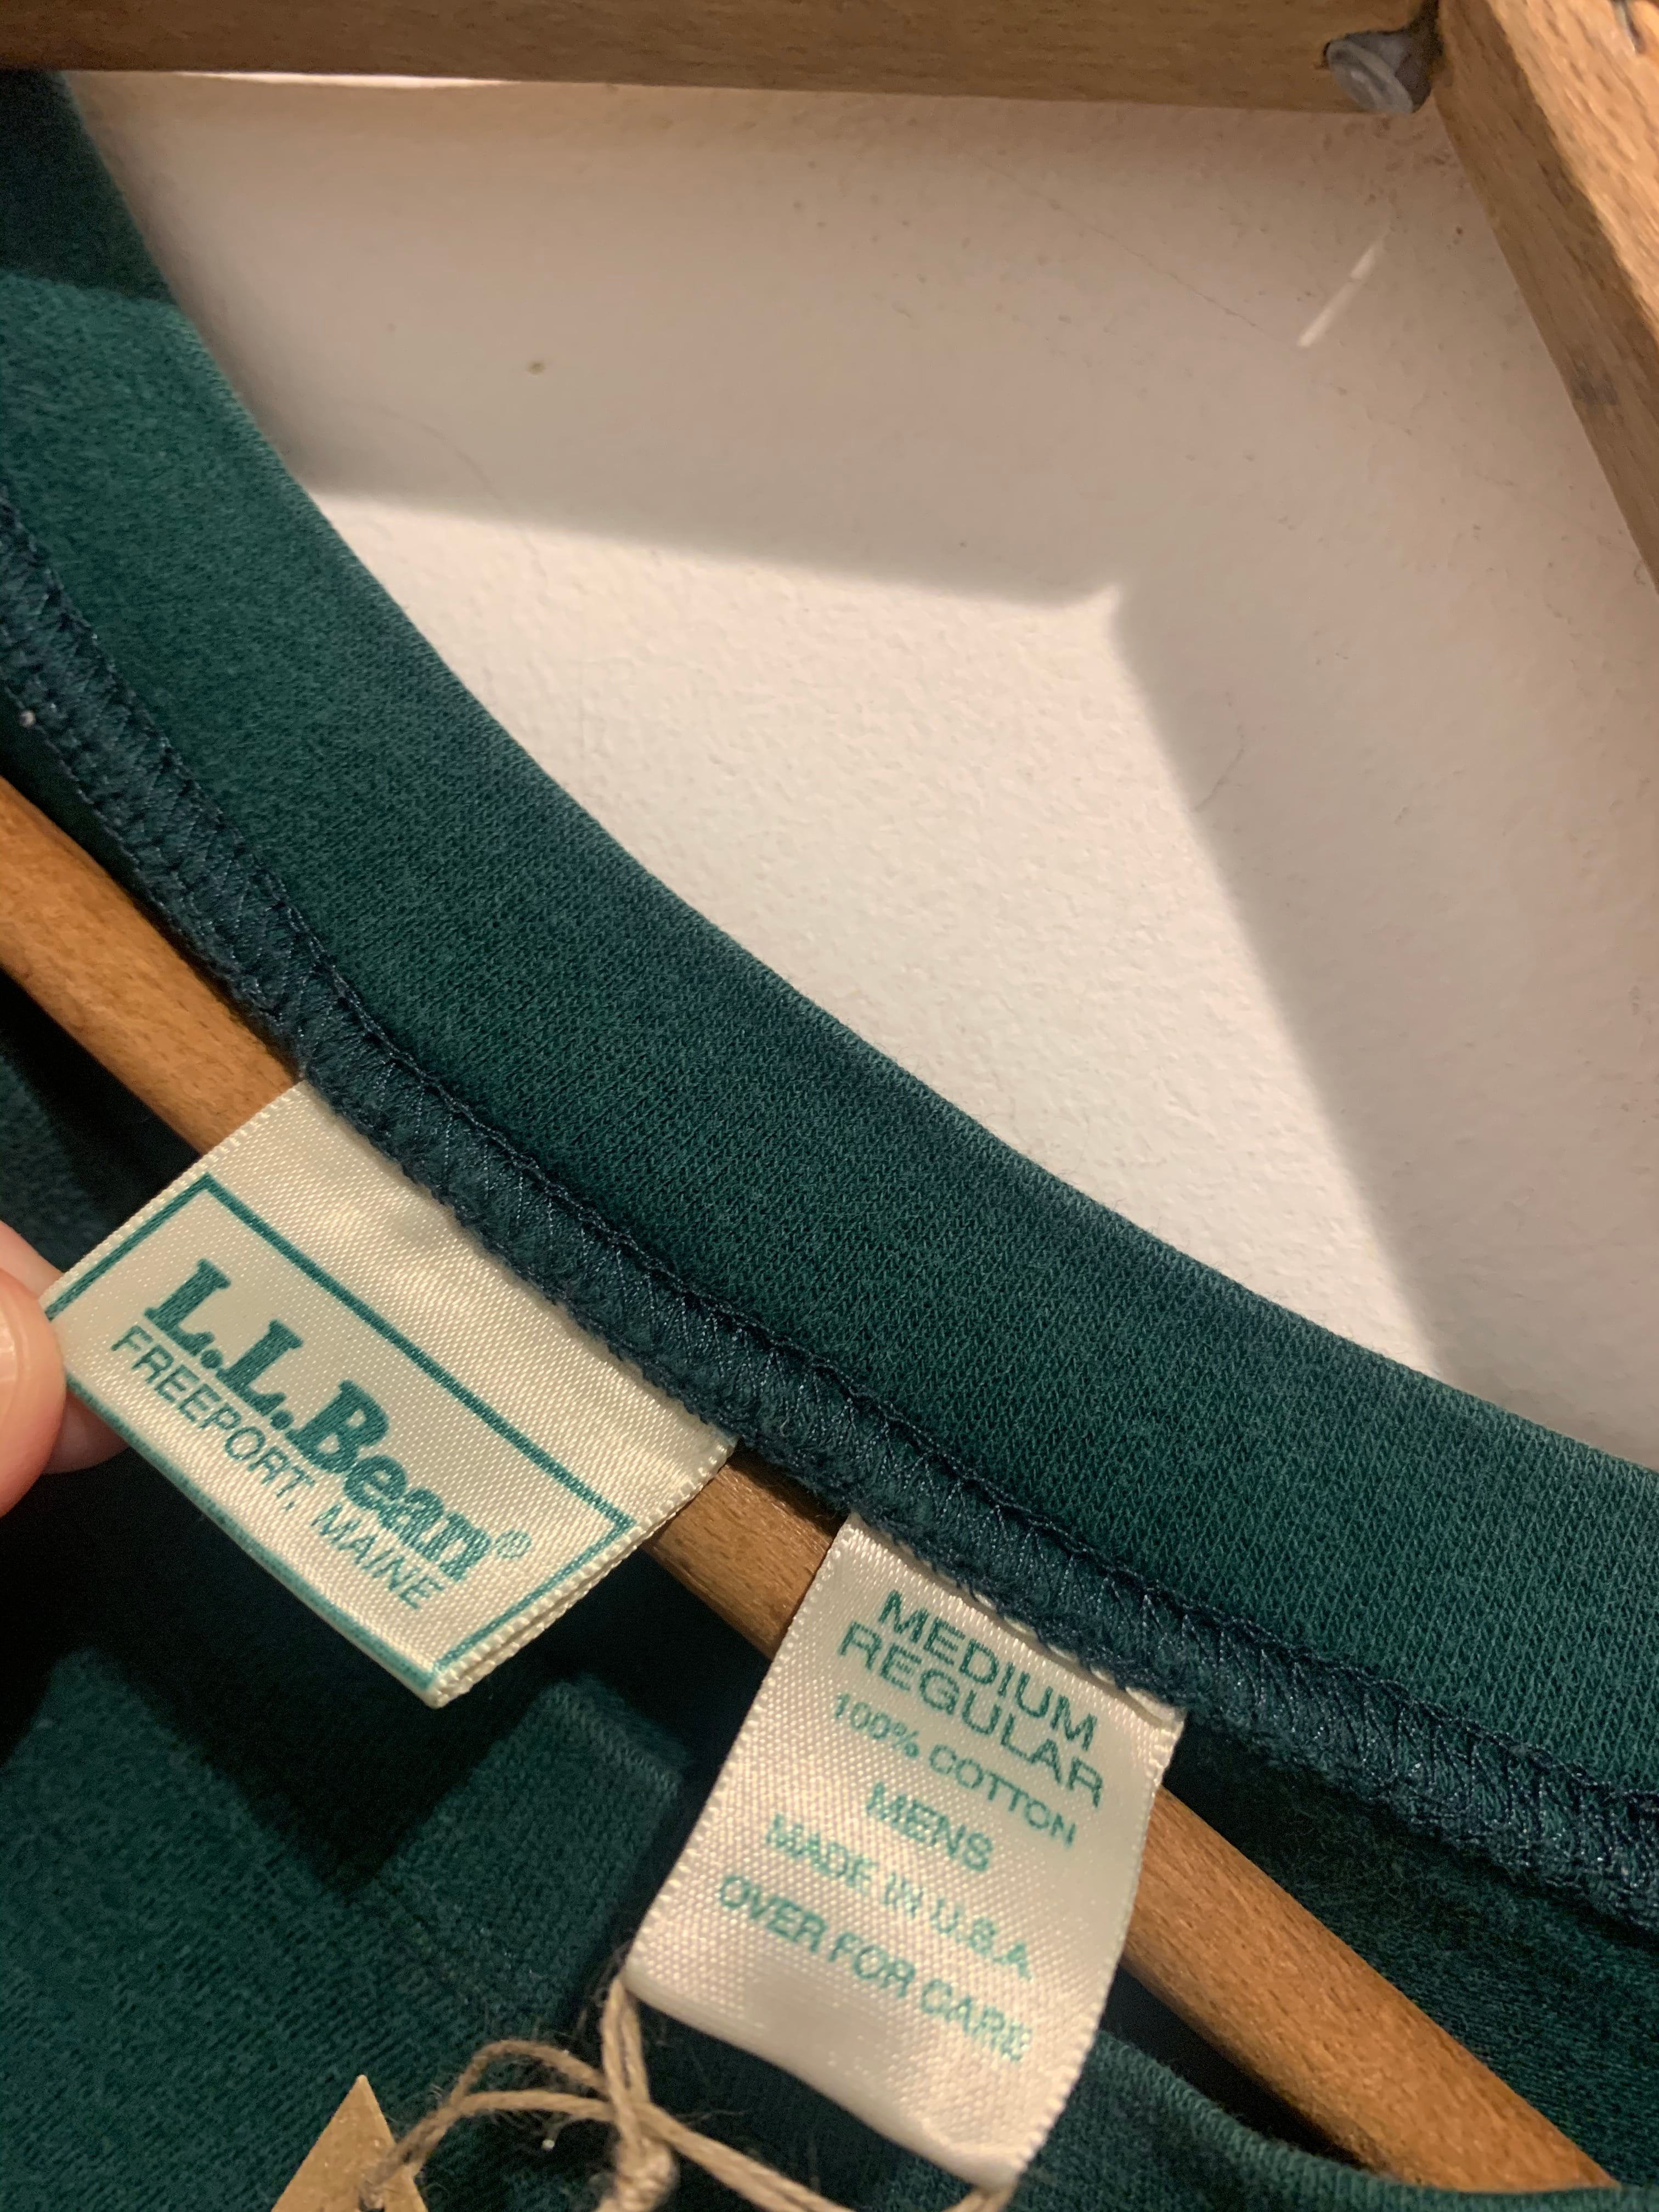 L.L.Bean®
FREEPORT, MAINE
MEDIUM
REGULAR
100% COTTON
MENS
MADE IN U.S.A
OVER FOR CARE